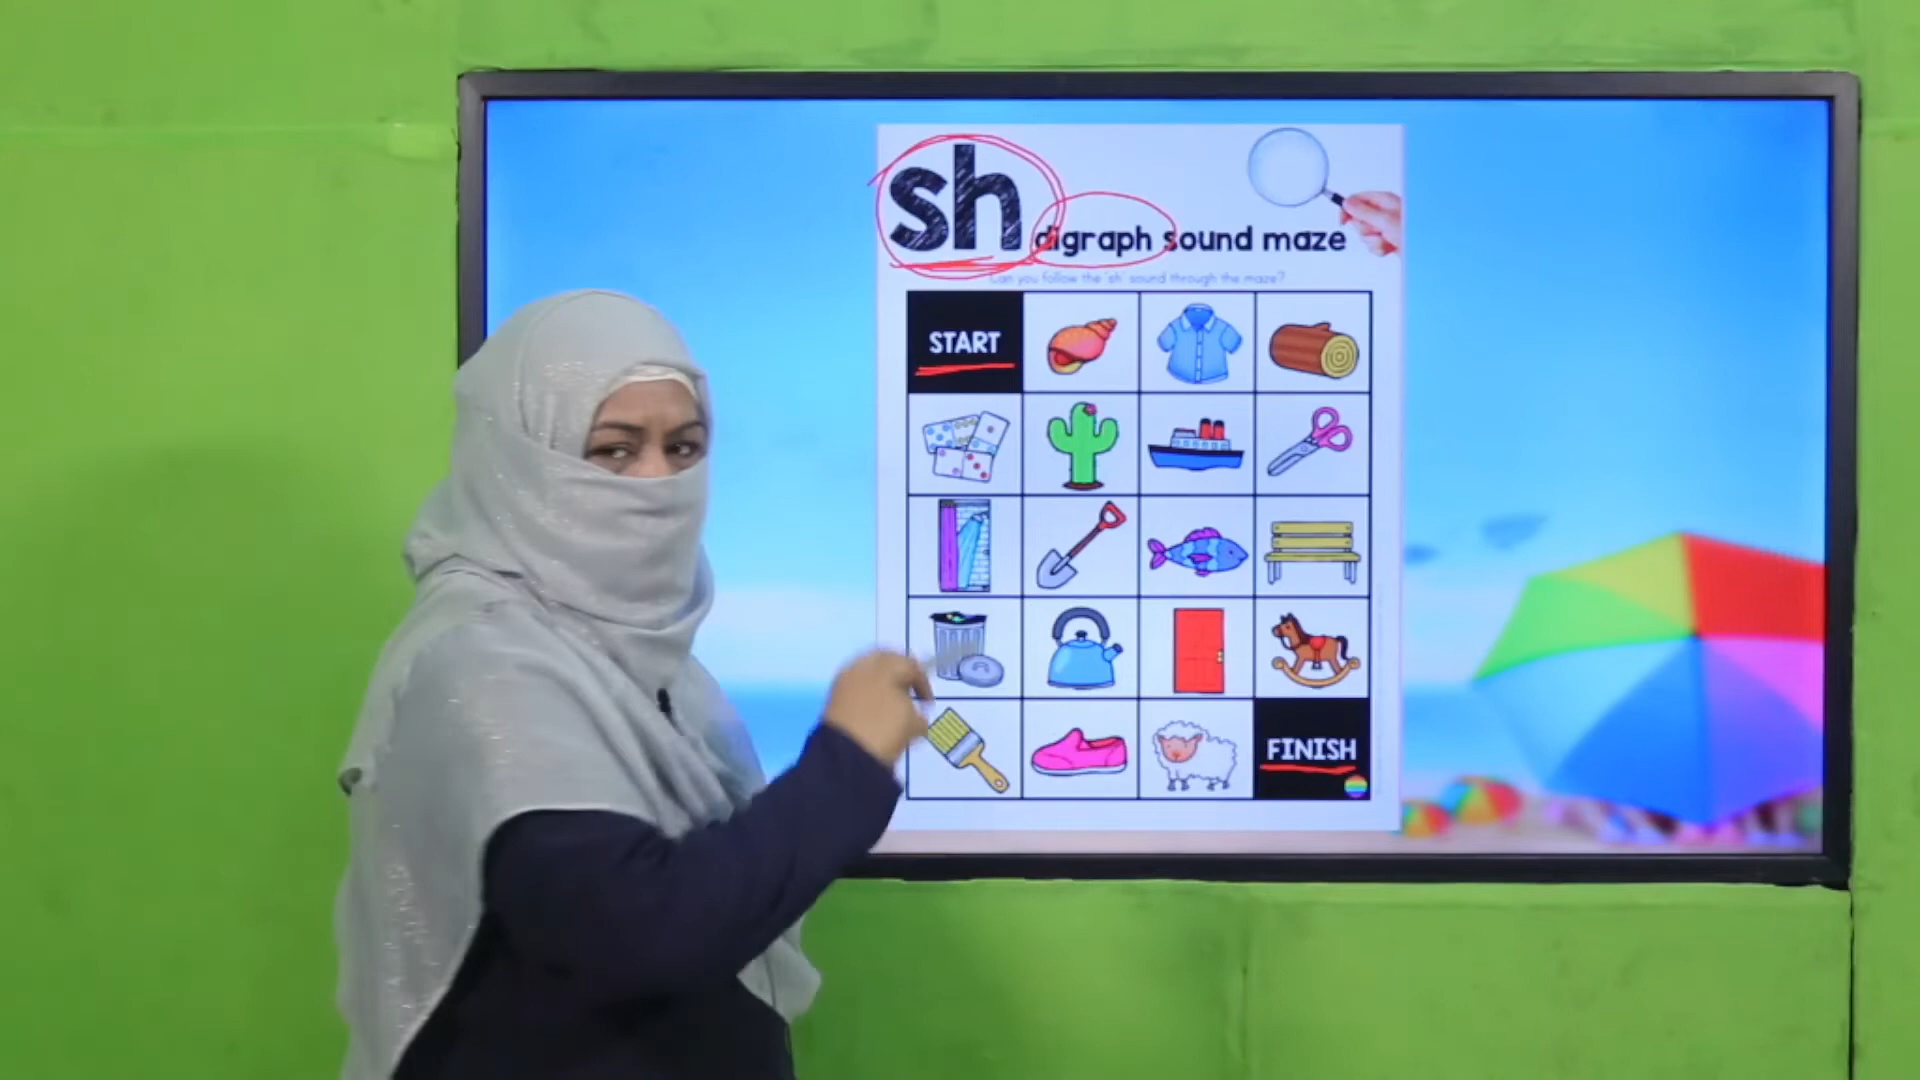 sh
digraph sound maze
Can you follow the 'sh' sound through the maze?
START
FINISH